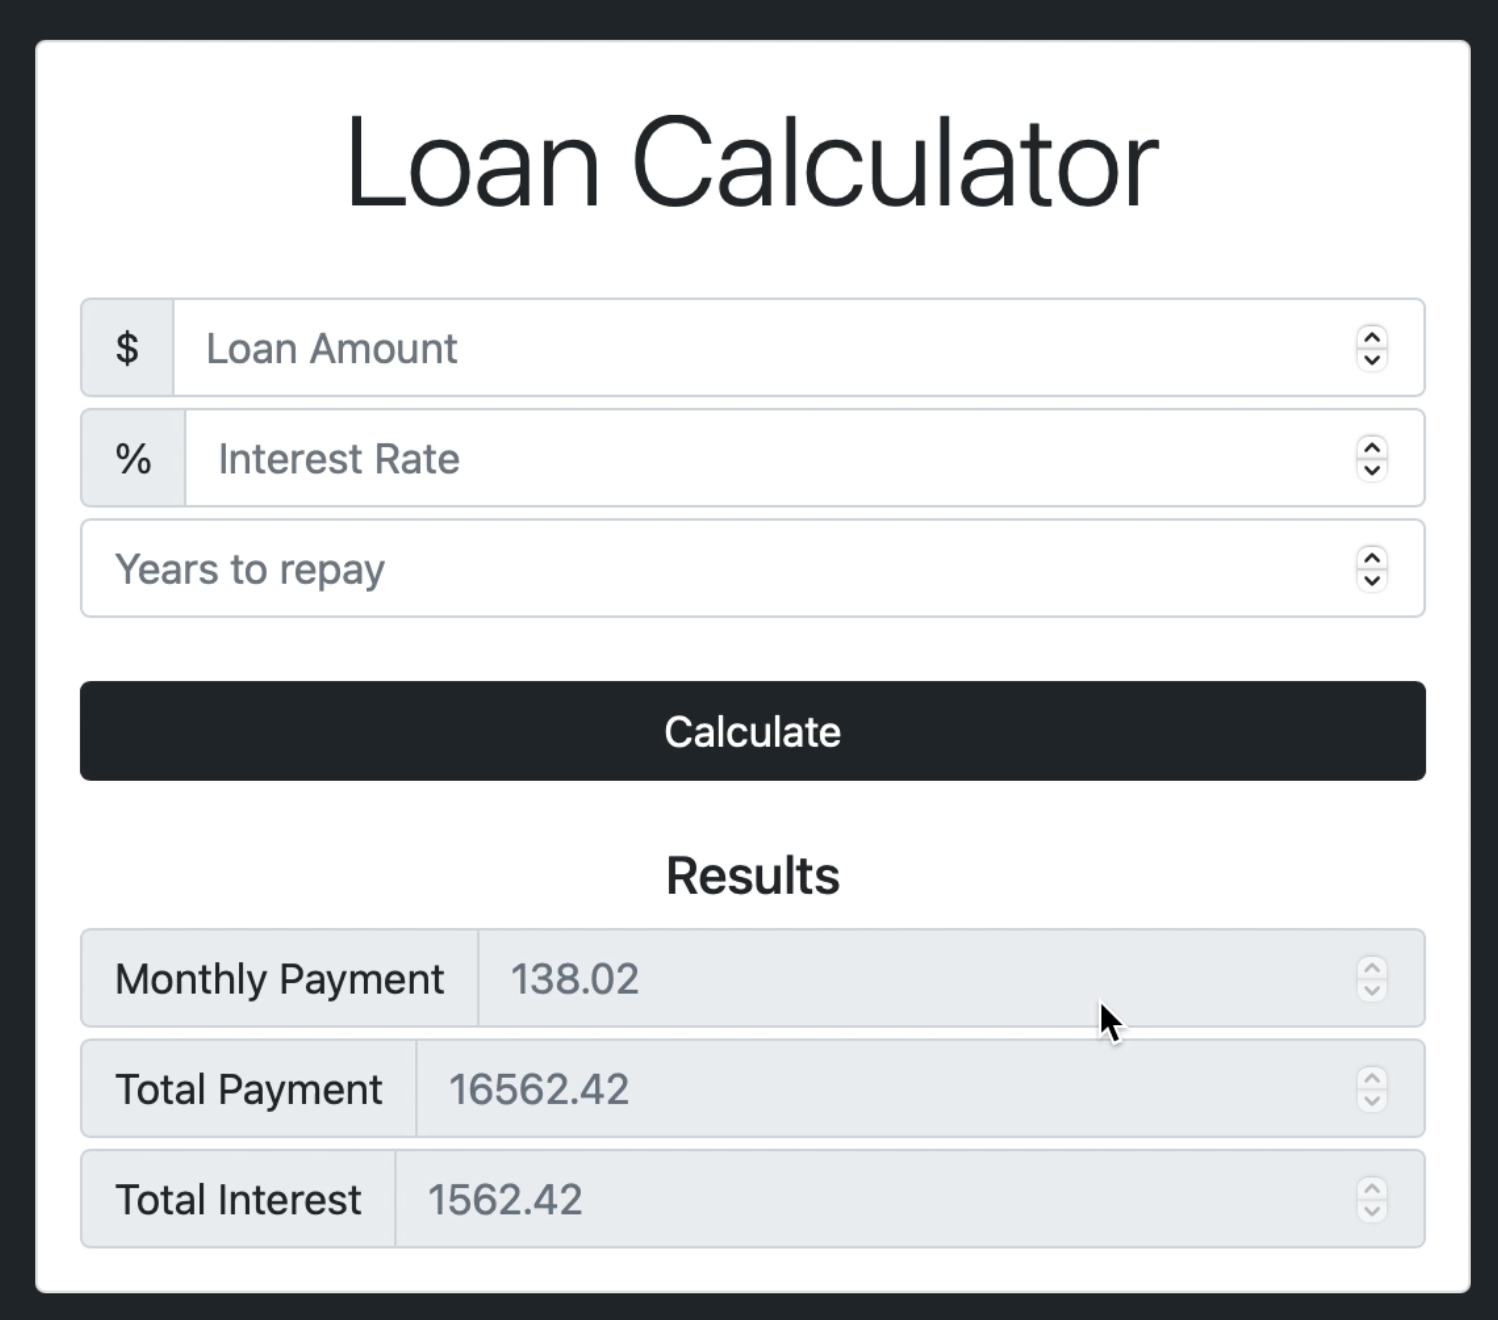 Loan Calculator
$ Loan Amount
% Interest Rate
Years to repay
Calculate
Results
Monthly Payment 138.02
Total Payment 16562.42
Total Interest 1562.42